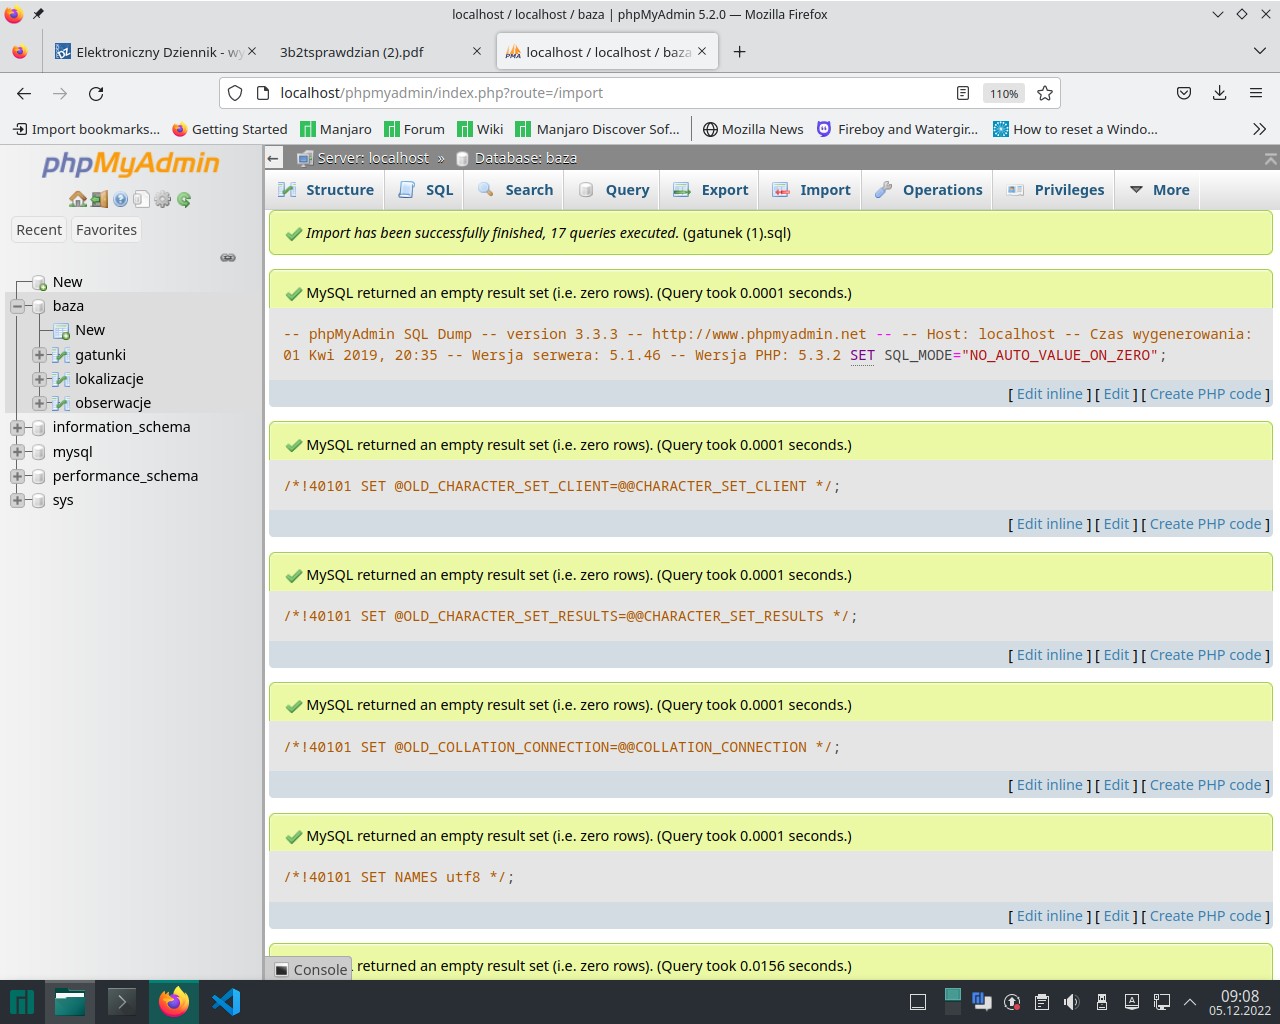 localhost / localhost / baza | phpMyAdmin 5.2.0 — Mozilla Firefox
Elektroniczny Dziennik - wy
3b2tsprawdzian (2).pdf
localhost / localhost / baza
localhost/phpmyadmin/index.php?route=/import
110%
Import bookmarks...
Getting Started
Manjaro
Forum
Wiki
Manjaro Discover Sof...
Mozilla News
Fireboy and Watergir...
How to reset a Windo...
phpMyAdmin
Recent
Favorites
New
baza
New
gatunki
lokalizacje
obserwacje
information_schema
mysql
performance_schema
sys
Server: localhost » Database: baza
Structure
SQL
Search
Query
Export
Import
Operations
Privileges
More
Import has been successfully finished, 17 queries executed. (gatunek (1).sql)
MySQL returned an empty result set (i.e. zero rows). (Query took 0.0001 seconds.)
-- phpMyAdmin SQL Dump -- version 3.3.3 -- http://www.phpmyadmin.net -- -- Host: localhost -- Czas wygenerowania:
01 Kwi 2019, 20:35 -- Wersja serwera: 5.1.46 -- Wersja PHP: 5.3.2 SET SQL_MODE="NO_AUTO_VALUE_ON_ZERO";
[ Edit inline ] [ Edit ] [ Create PHP code ]
MySQL returned an empty result set (i.e. zero rows). (Query took 0.0001 seconds.)
/*!40101 SET @OLD_CHARACTER_SET_CLIENT=@@CHARACTER_SET_CLIENT */;
[ Edit inline ] [ Edit ] [ Create PHP code ]
MySQL returned an empty result set (i.e. zero rows). (Query took 0.0001 seconds.)
/*!40101 SET @OLD_CHARACTER_SET_RESULTS=@@CHARACTER_SET_RESULTS */;
[ Edit inline ] [ Edit ] [ Create PHP code ]
MySQL returned an empty result set (i.e. zero rows). (Query took 0.0001 seconds.)
/*!40101 SET @OLD_COLLATION_CONNECTION=@@COLLATION_CONNECTION */;
[ Edit inline ] [ Edit ] [ Create PHP code ]
MySQL returned an empty result set (i.e. zero rows). (Query took 0.0001 seconds.)
/*!40101 SET NAMES utf8 */;
[ Edit inline ] [ Edit ] [ Create PHP code ]
returned an empty result set (i.e. zero rows). (Query took 0.0156 seconds.)
Console
09:08
05.12.2022